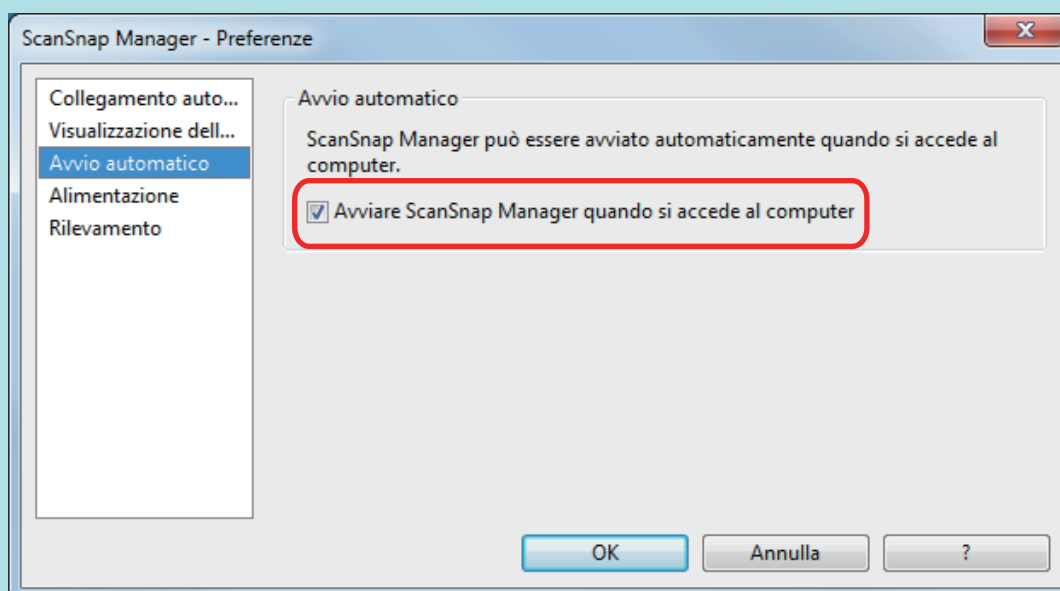 ScanSnap Manager - Preferenze
Collegamento auto...
Visualizzazione dell...
Avvio automatico
Alimentazione
Rilevamento
Avvio automatico
ScanSnap Manager può essere avviato automaticamente quando si accede al
computer.
Avviare ScanSnap Manager quando si accede al computer
OK
Annulla
?